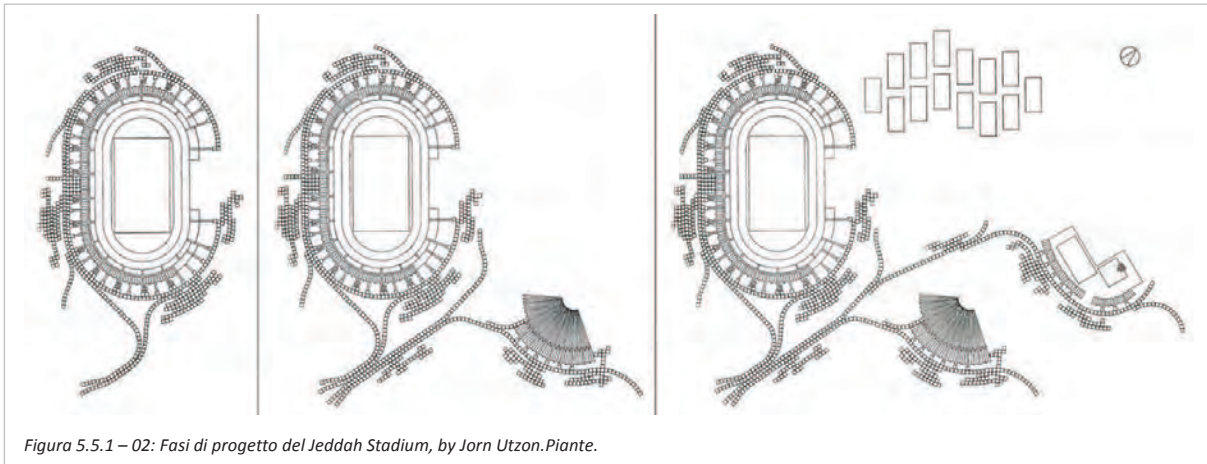 Figura 5.5.1 – 02: Fasi di progetto del Jeddah Stadium, by Jorn Utzon.Piante.